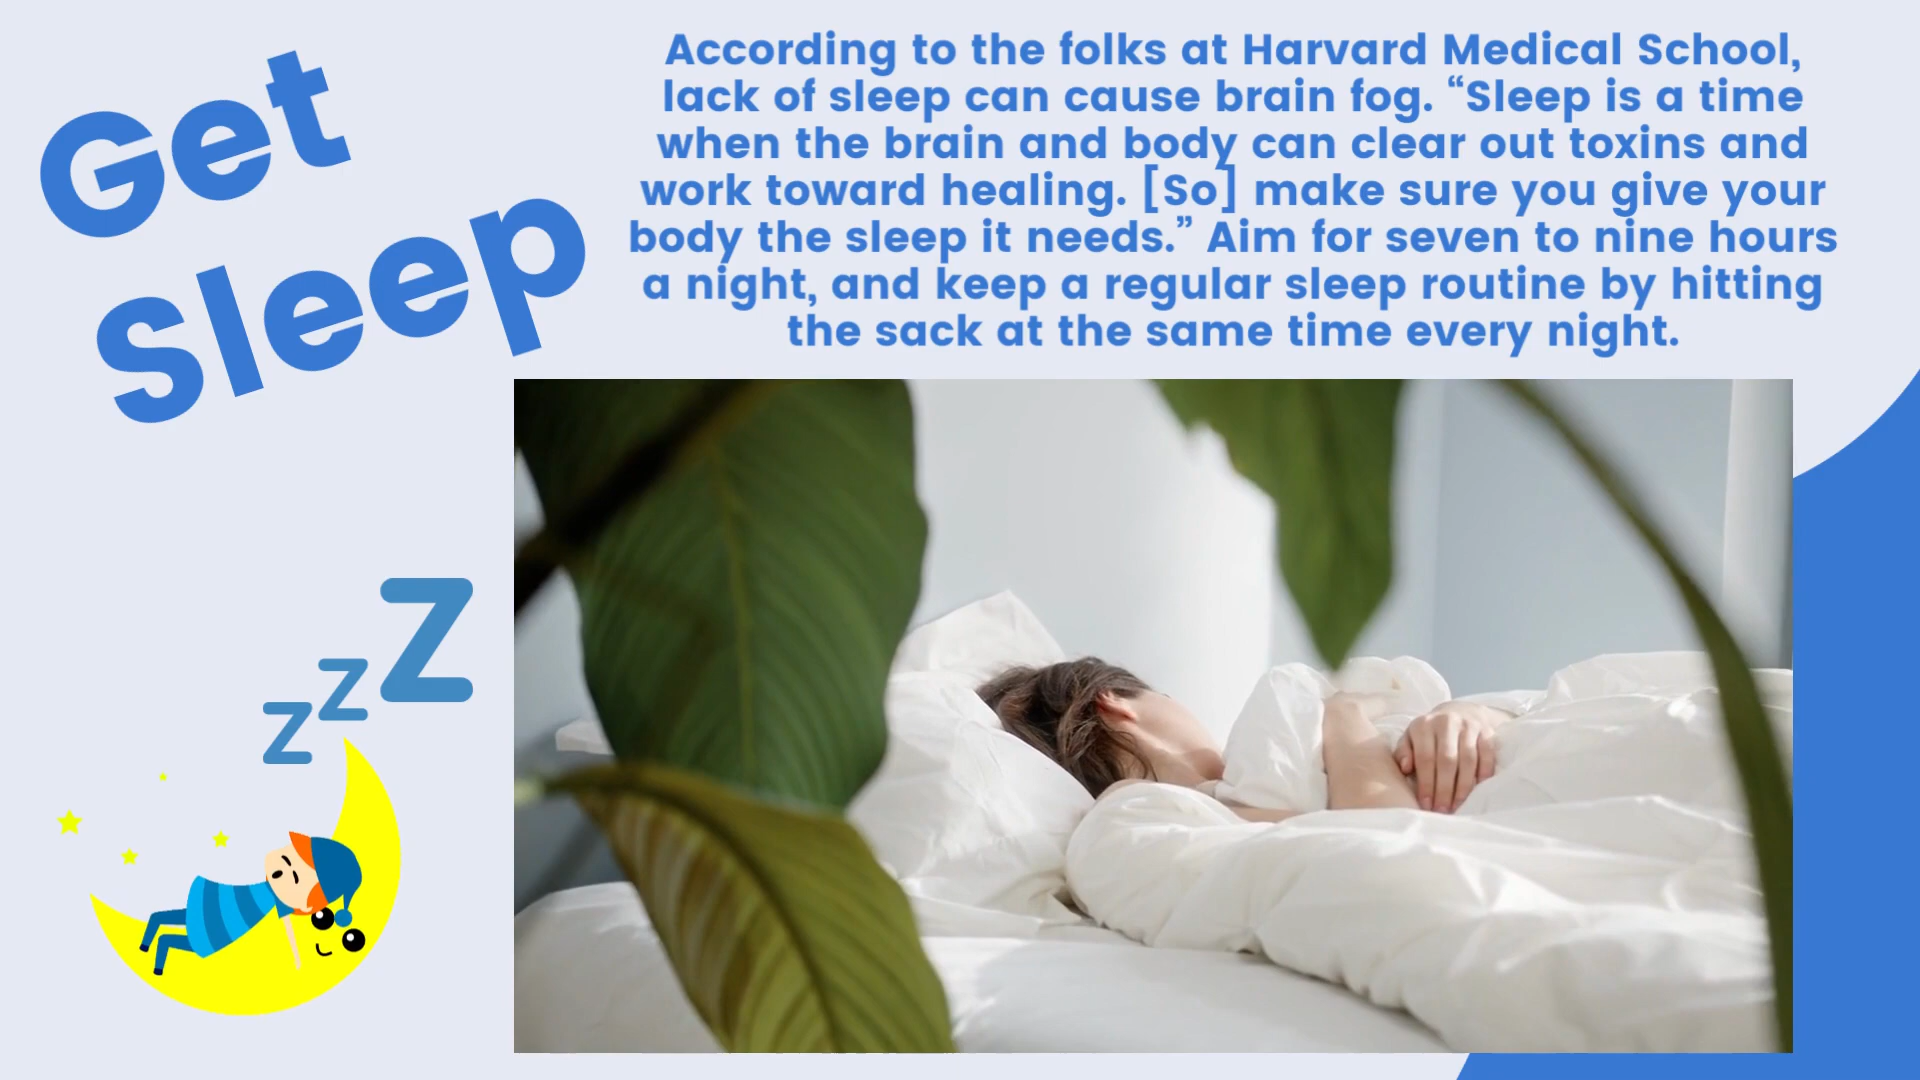 Get
Sleep
According to the folks at Harvard Medical School,
lack of sleep can cause brain fog. “Sleep is a time
when the brain and body can clear out toxins and
work toward healing. [So] make sure you give your
body the sleep it needs.” Aim for seven to nine hours
a night, and keep a regular sleep routine by hitting
the sack at the same time every night.
z z Z